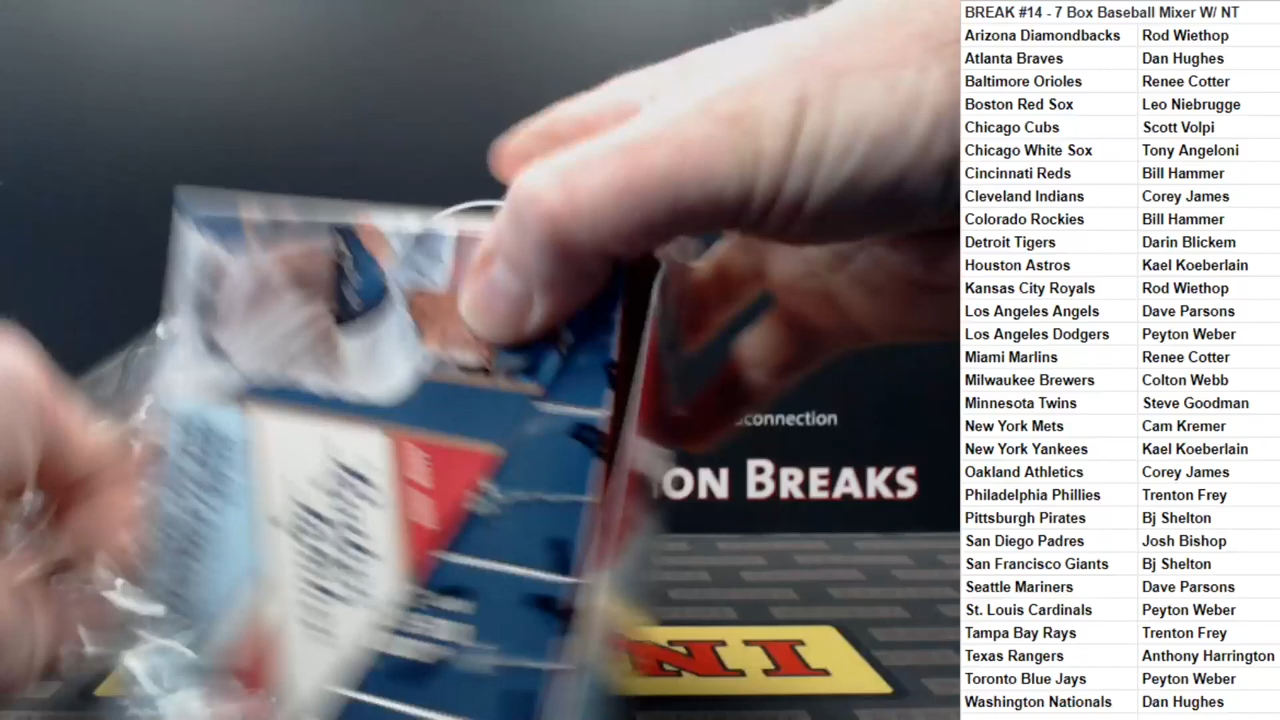 BREAK #14 - 7 Box Baseball Mixer W/ NT
Arizona Diamondbacks Rod Wiethop
Atlanta Braves Dan Hughes
Baltimore Orioles Renee Cotter
Boston Red Sox Leo Niebrugge
Chicago Cubs Scott Volpi
Chicago White Sox Tony Angeloni
Cincinnati Reds Bill Hammer
Cleveland Indians Corey James
Colorado Rockies Bill Hammer
Detroit Tigers Darin Blickem
Houston Astros Kael Koeberlain
Kansas City Royals Rod Wiethop
Los Angeles Angels Dave Parsons
Los Angeles Dodgers Peyton Weber
Miami Marlins Renee Cotter
Milwaukee Brewers Colton Webb
Minnesota Twins Steve Goodman
New York Mets Cam Kremer
New York Yankees Kael Koeberlain
Oakland Athletics Corey James
Philadelphia Phillies Trenton Frey
Pittsburgh Pirates Bj Shelton
San Diego Padres Josh Bishop
San Francisco Giants Bj Shelton
Seattle Mariners Dave Parsons
St. Louis Cardinals Peyton Weber
Tampa Bay Rays Trenton Frey
Texas Rangers Anthony Harrington
Toronto Blue Jays Peyton Weber
Washington Nationals Dan Hughes
connection
ON BREAKS